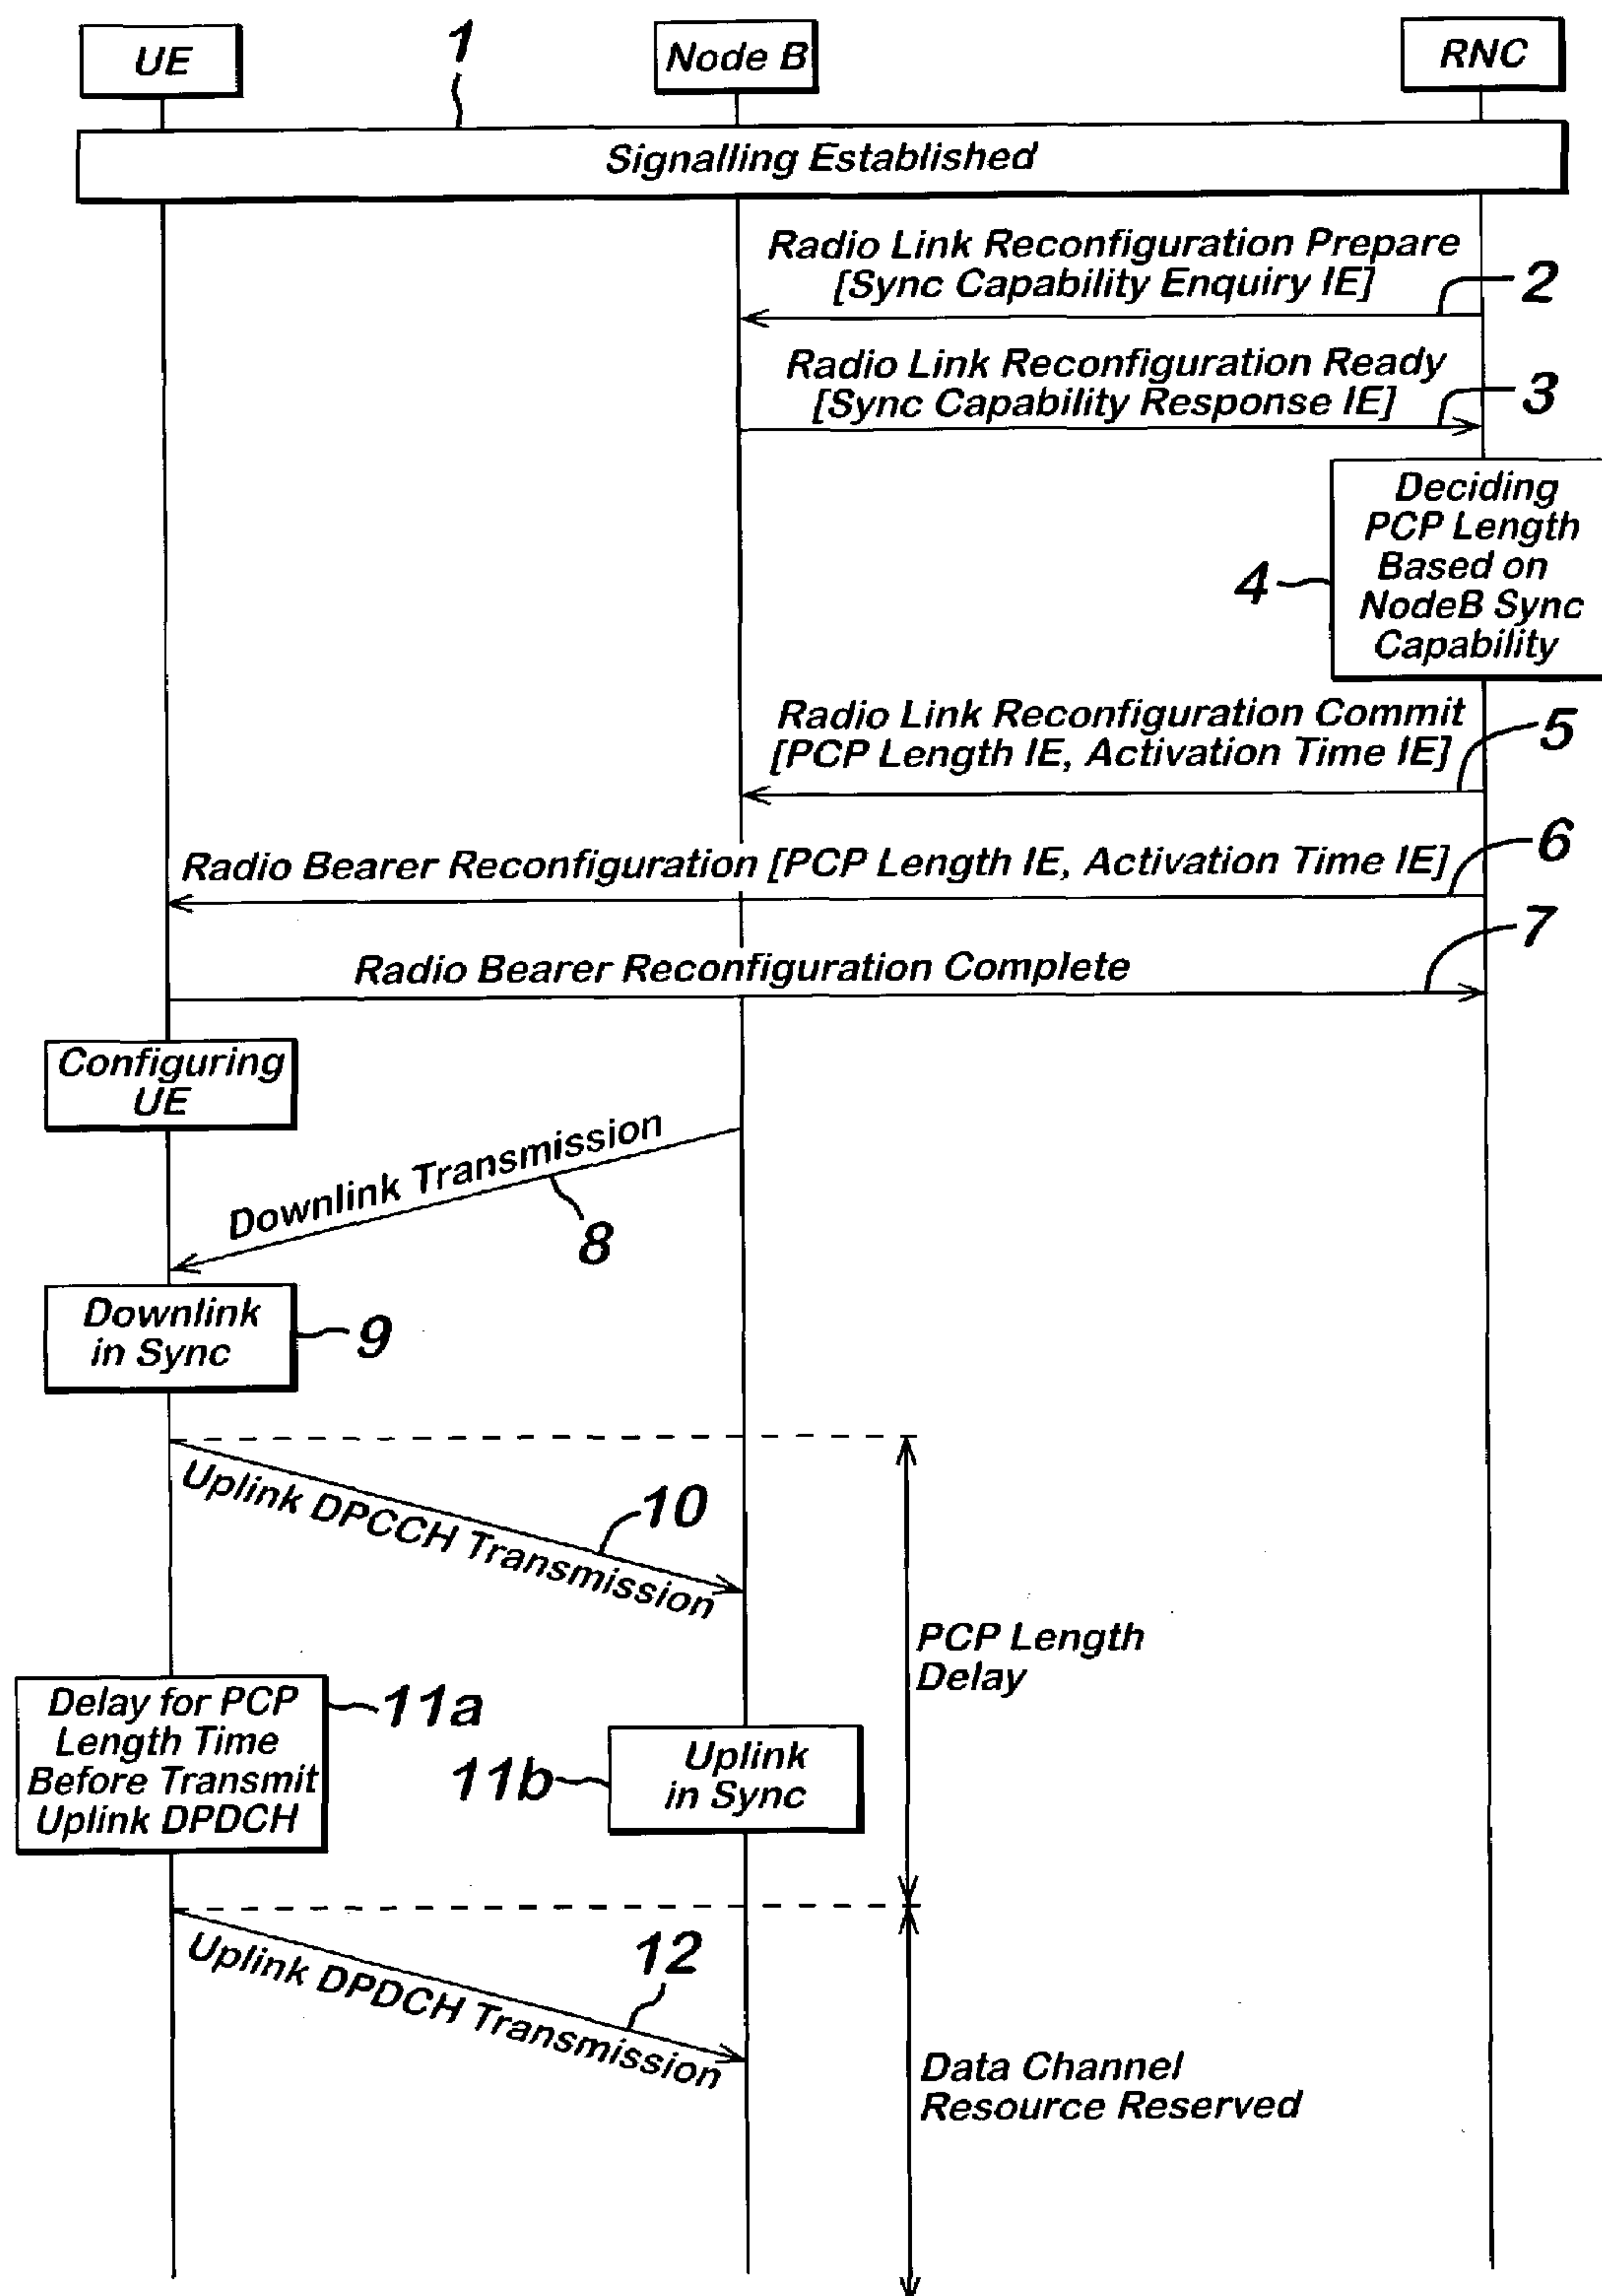 UE
1
Node B
RNC
Signalling Established
Radio Link Reconfiguration Prepare
[Sync Capability Enquiry IE]
2
Radio Link Reconfiguration Ready
[Sync Capability Response IE]
3
Deciding
PCP Length
Based on
NodeB Sync
Capability
4
Radio Link Reconfiguration Commit
[PCP Length IE, Activation Time IE]
5
Radio Bearer Reconfiguration [PCP Length IE, Activation Time IE]
6
Radio Bearer Reconfiguration Complete
7
Configuring
UE
Downlink Transmission
8
Downlink
in Sync
9
Uplink DPCCH Transmission
10
PCP Length
Delay
Delay for PCP
Length Time
Before Transmit
Uplink DPDCH
11a
11b
Uplink
in Sync
Uplink DPDCH Transmission
12
Data Channel
Resource Reserved